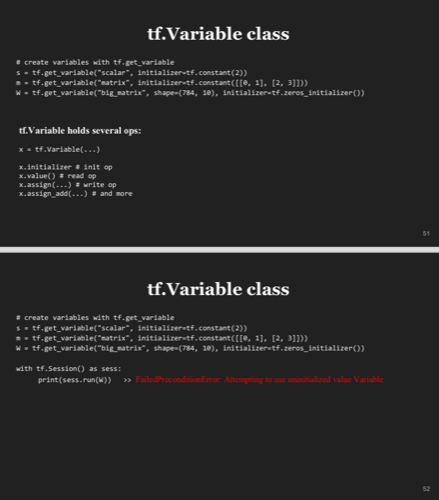 tf.Variable class
# create variables with tf.get_variable
s = tf.get_variable("scalar", initializer=tf.constant(2))
m = tf.get_variable("matrix", initializer=tf.constant([[0, 1], [2, 3]]))
W = tf.get_variable("big_matrix", shape=(784, 10), initializer=tf.zeros_initializer())
tf.Variable holds several ops:
x = tf.Variable(...)
x.initializer # init op
x.value() # read op
x.assign(...) # write op
x.assign_add(...) # and more
51
tf.Variable class
# create variables with tf.get_variable
s = tf.get_variable("scalar", initializer=tf.constant(2))
m = tf.get_variable("matrix", initializer=tf.constant([[0, 1], [2, 3]]))
W = tf.get_variable("big_matrix", shape=(784, 10), initializer=tf.zeros_initializer())
with tf.Session() as sess:
print(sess.run(W)) >> FailedPreconditionError: Attempting to use uninitialized value Variable
52